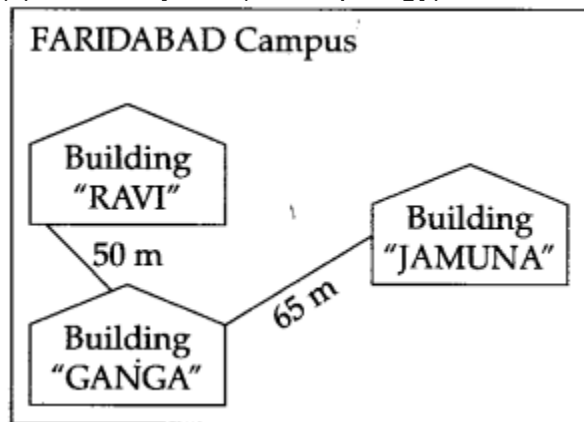 FARIDABAD Campus
Building
"RAVI"
50 m
Building
"JAMUNA"
65 m
Building
"GANGA"